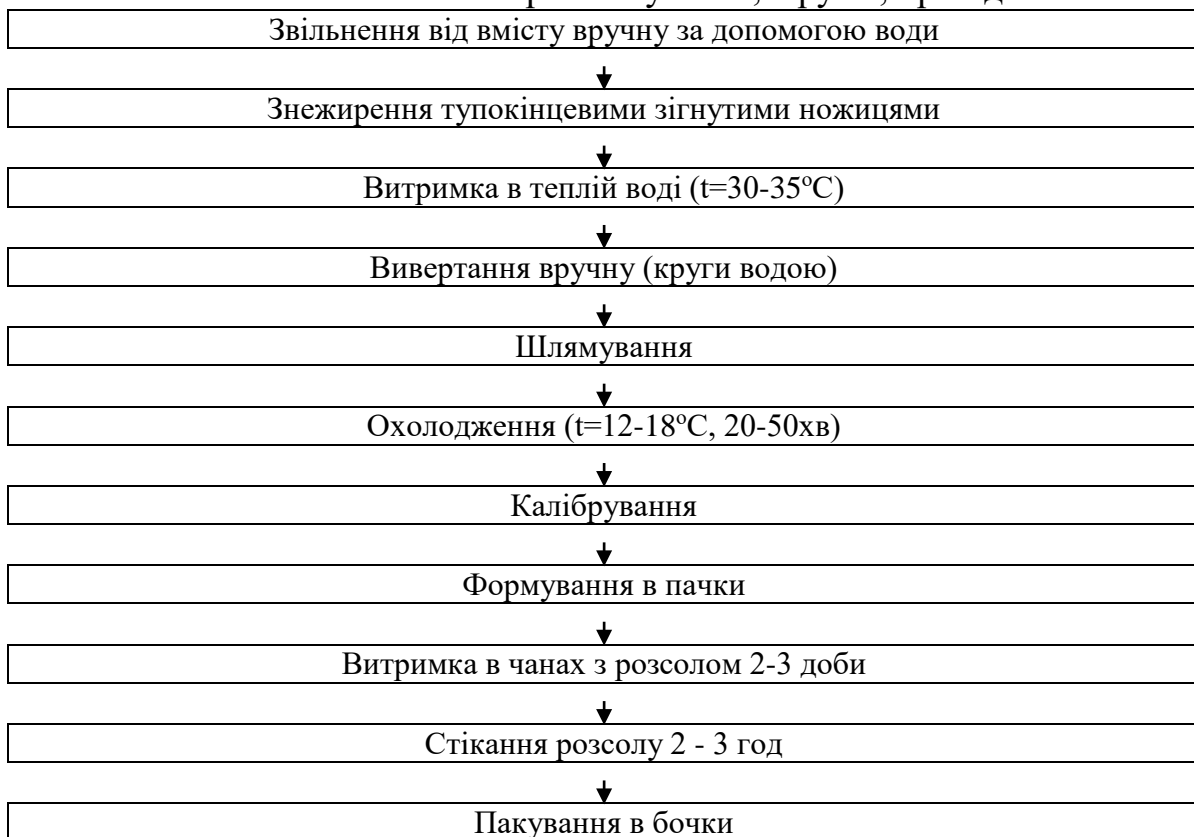 Звільнення від вмісту вручну за допомогою води
Знежирення тупокінцевими зігнутими ножицями
Витримка в теплій воді (t=30-35ºС)
Вивертання вручну (круги водою)
Шлямування
Охолодження (t=12-18ºС, 20-50хв)
Калібрування
Формування в пачки
Витримка в чанах з розсолом 2-3 доби
Стікання розсолу 2 - 3 год
Пакування в бочки